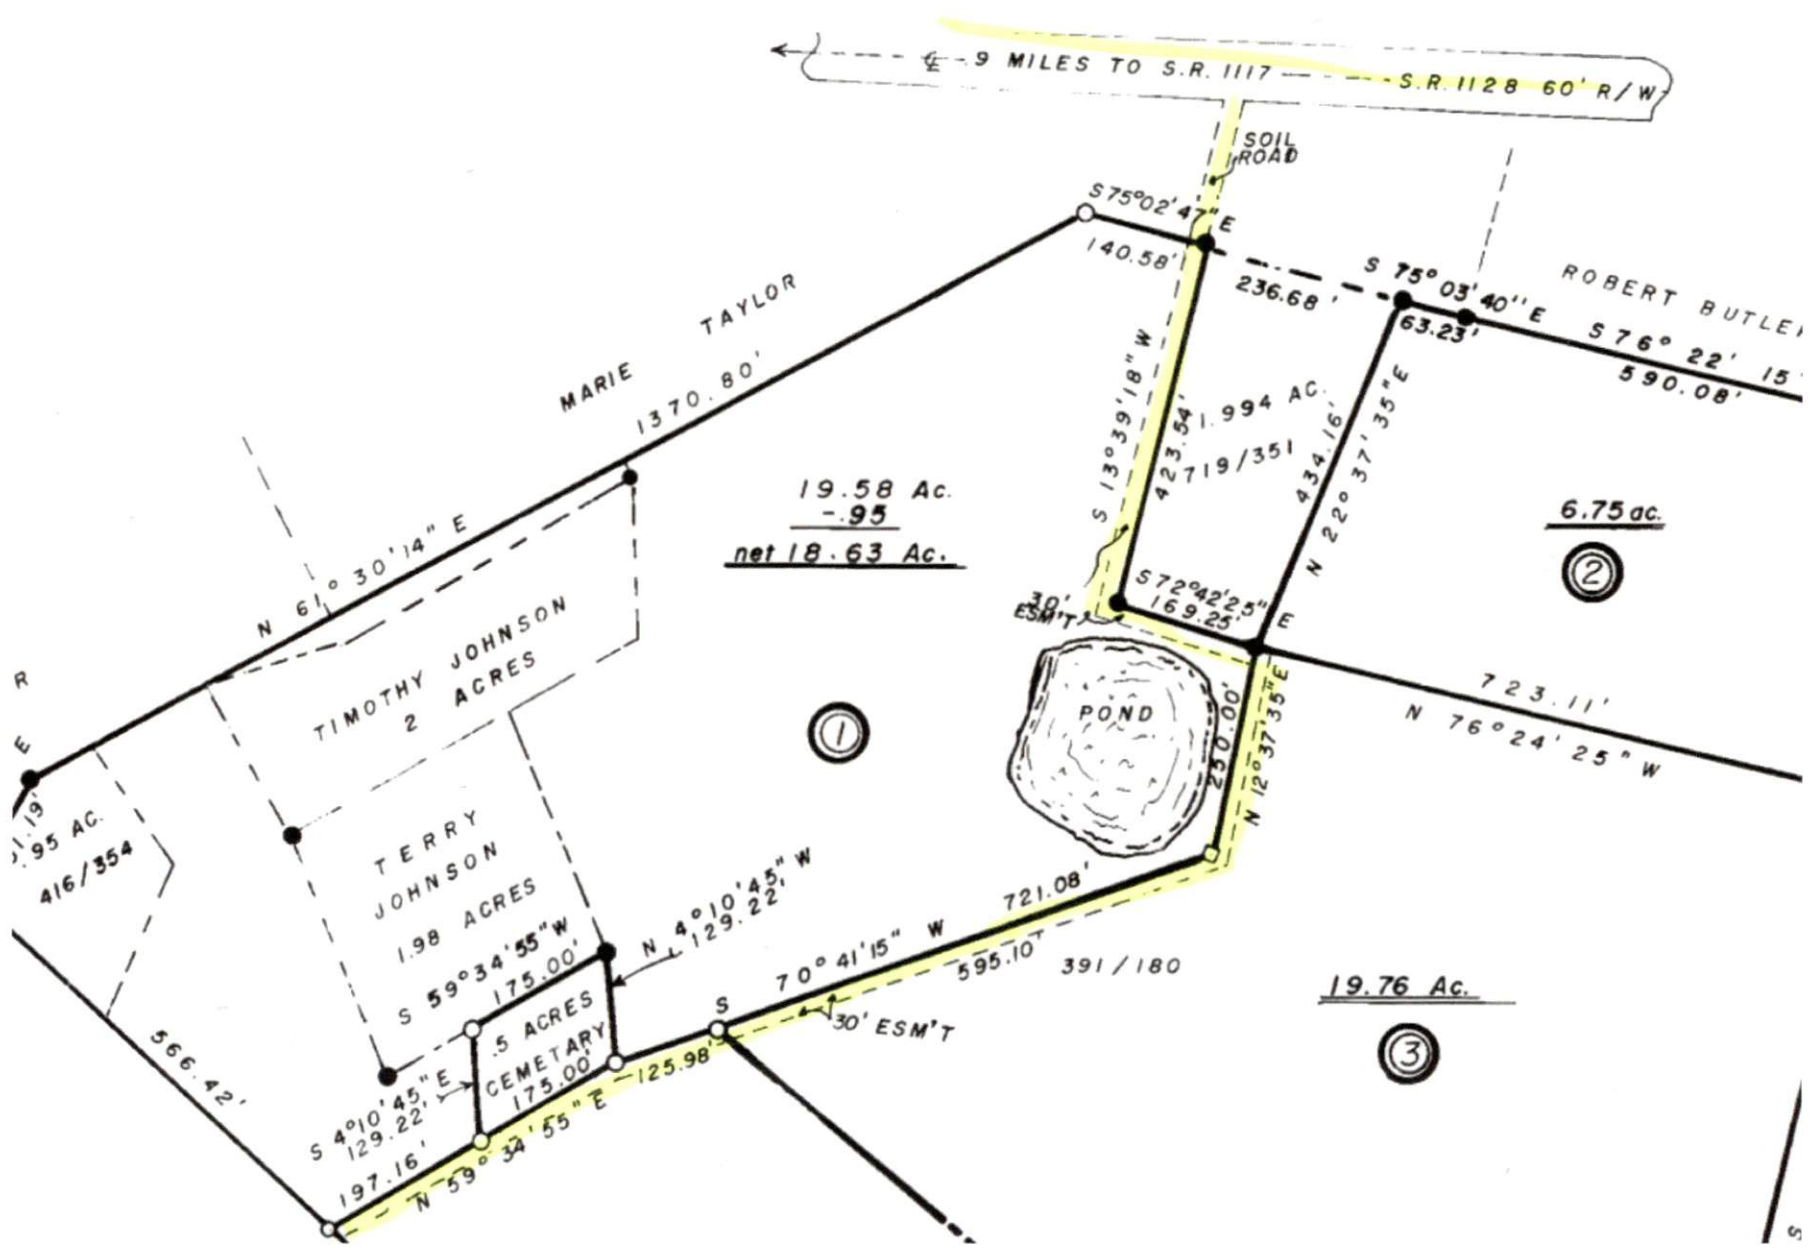 ℄ - .9 MILES TO S.R. 1117
S.R. 1128 60' R/W
SOIL
ROAD
S 75° 02' 47" E
140.58'
236.68'
S 75° 03' 40" E
63.23'
ROBERT BUTLE
S 76° 22' 15
590.08'
MARIE TAYLOR
1370.80'
N 61° 30' 14" E
S 13° 39' 18" W
423.54'
1.994 AC.
719/351
434.16'
N 22° 37' 35" E
19.58 Ac.
-.95
net 18.63 Ac.
6.75 ac.
2
S 72° 42' 25" E
169.25'
30'
ESM'T
TIMOTHY JOHNSON
2 ACRES
R
E
723.11'
N 76° 24' 25" W
POND
250.00'
N 12° 37' 35" E
1
1.19'
.95 AC.
416/354
TERRY
JOHNSON
1.98 ACRES
N 4° 10' 45" W
129.22'
721.08'
S 70° 41' 15" W
595.10'
391/180
30' ESM'T
19.76 Ac.
3
S 59° 34' 55" W
175.00'
.5 ACRES
CEMETARY
175.00'
125.98'
566.42'
S 4° 10' 45" E
129.22'
197.16'
N 59° 34' 55" E
S